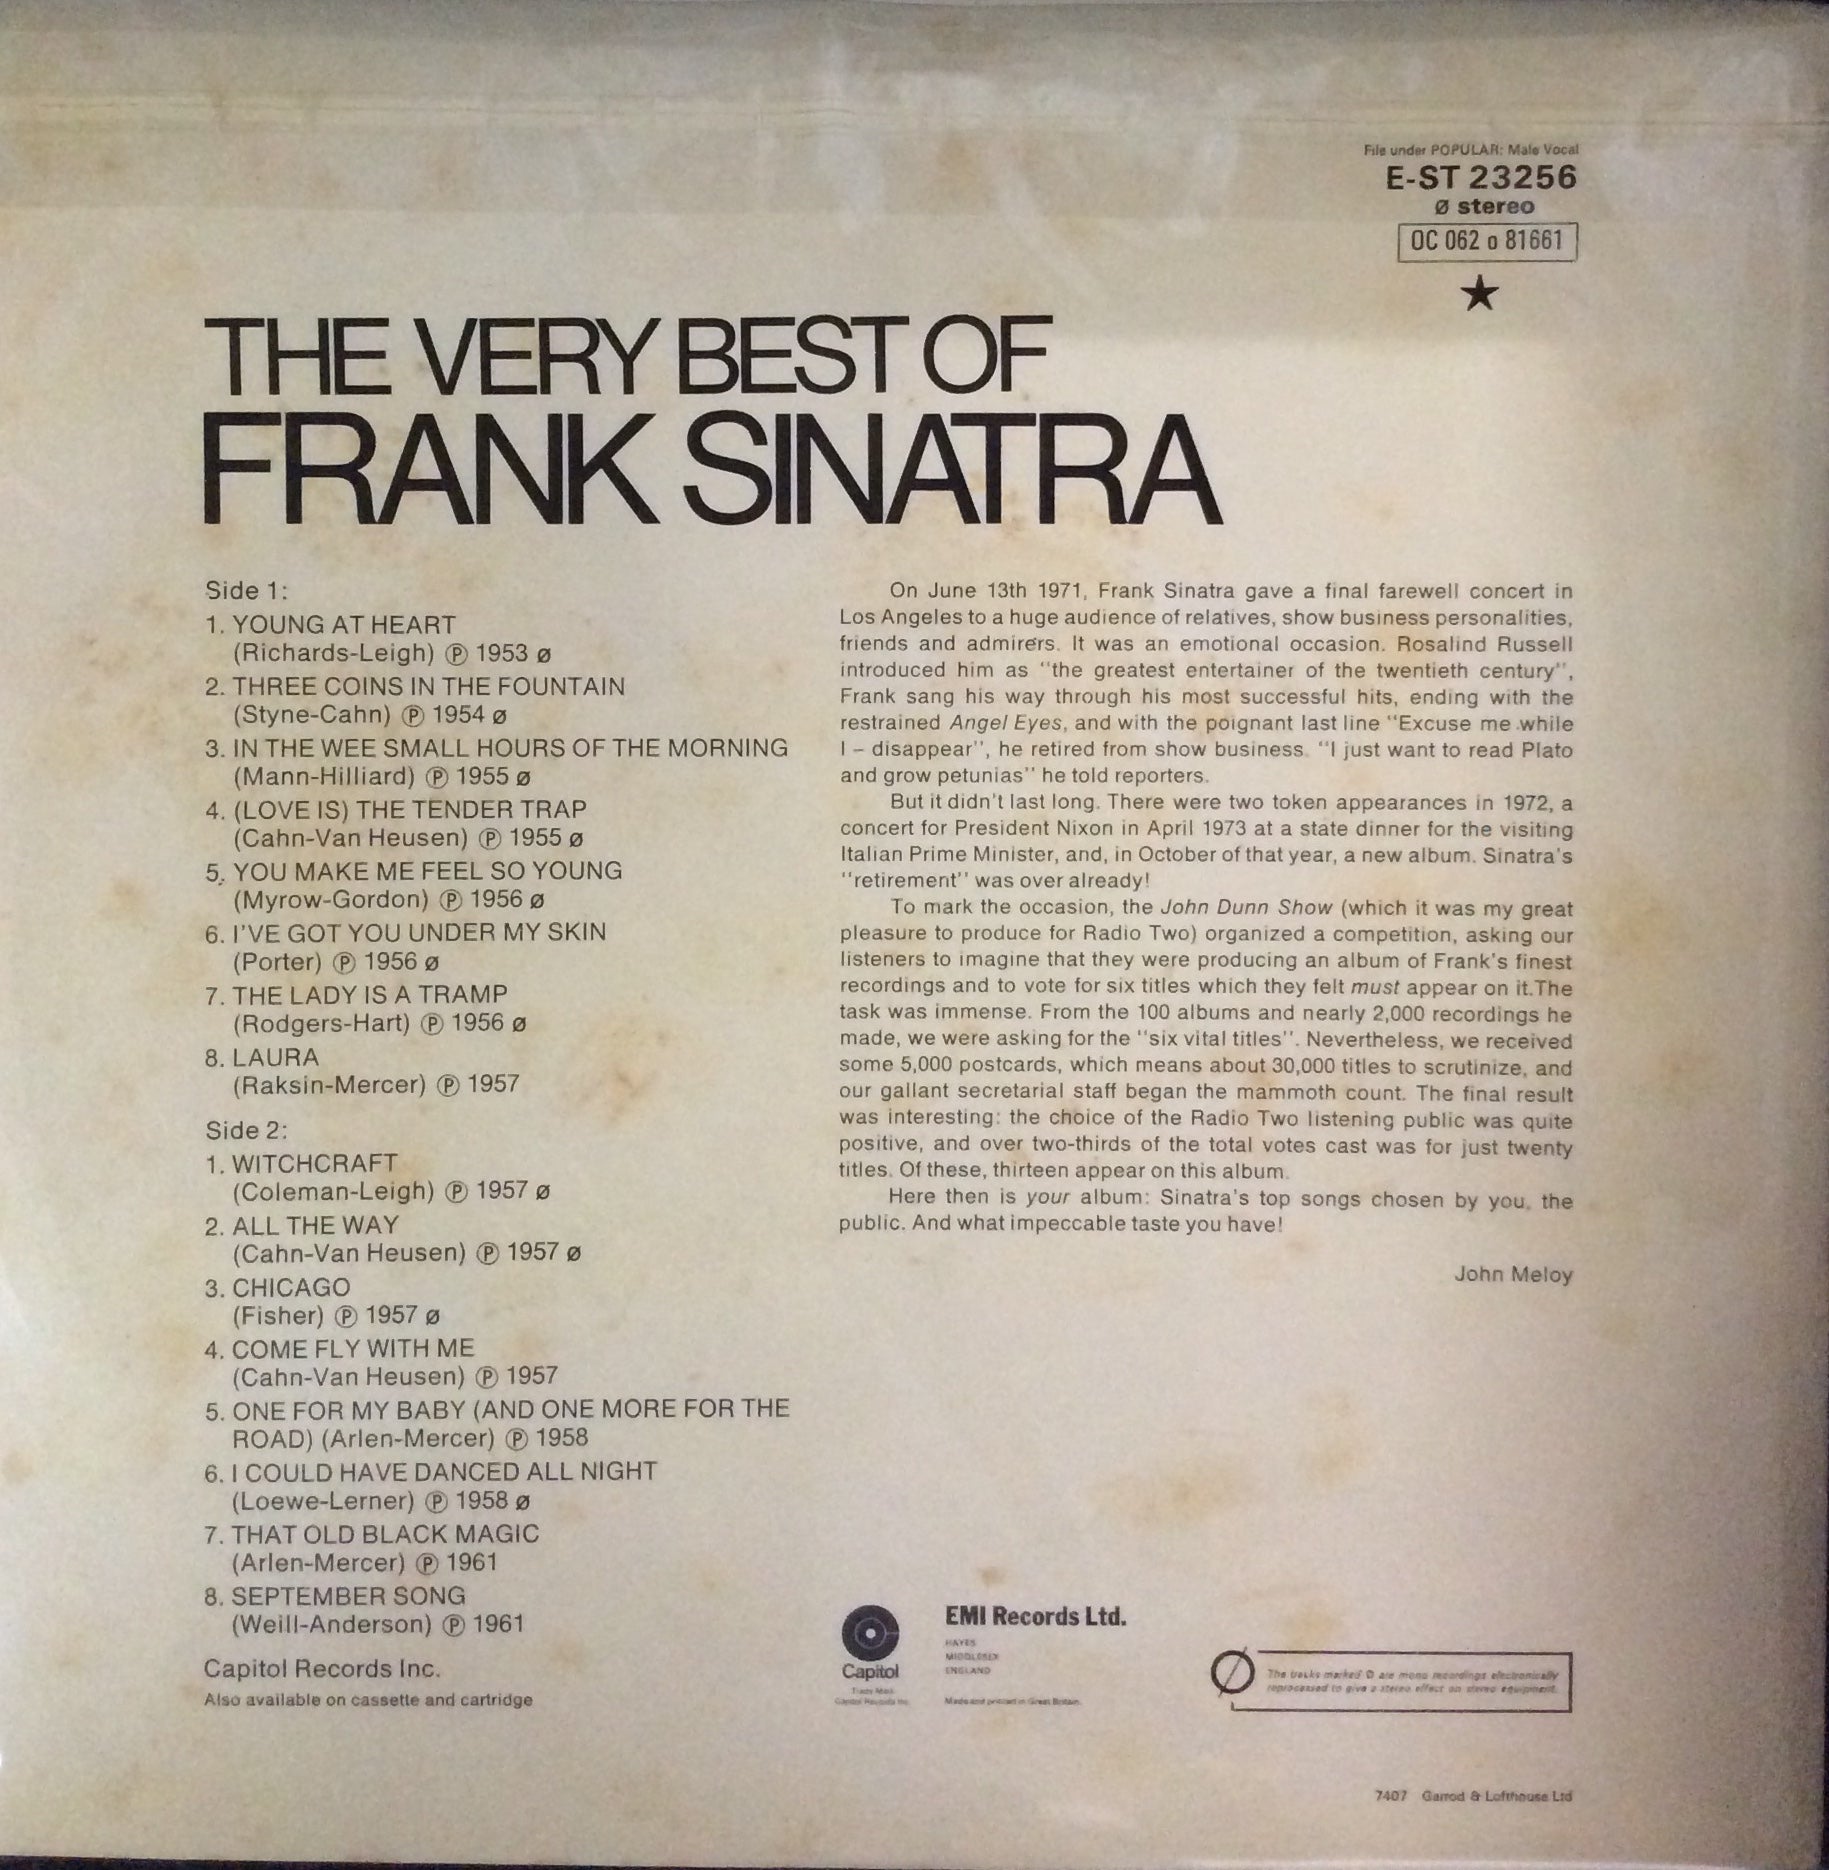 File under POPULAR: Male Vocal
E-ST 23256
ø stereo
OC 062 o 81661
★
THE VERY BEST OF
FRANK SINATRA
Side 1:
1. YOUNG AT HEART
(Richards-Leigh) ℗ 1953 ø
2. THREE COINS IN THE FOUNTAIN
(Styne-Cahn) ℗ 1954 ø
3. IN THE WEE SMALL HOURS OF THE MORNING
(Mann-Hilliard) ℗ 1955 ø
4. (LOVE IS) THE TENDER TRAP
(Cahn-Van Heusen) ℗ 1955 ø
5. YOU MAKE ME FEEL SO YOUNG
(Myrow-Gordon) ℗ 1956 ø
6. I'VE GOT YOU UNDER MY SKIN
(Porter) ℗ 1956 ø
7. THE LADY IS A TRAMP
(Rodgers-Hart) ℗ 1956 ø
8. LAURA
(Raksin-Mercer) ℗ 1957
Side 2:
1. WITCHCRAFT
(Coleman-Leigh) ℗ 1957 ø
2. ALL THE WAY
(Cahn-Van Heusen) ℗ 1957 ø
3. CHICAGO
(Fisher) ℗ 1957 ø
4. COME FLY WITH ME
(Cahn-Van Heusen) ℗ 1957
5. ONE FOR MY BABY (AND ONE MORE FOR THE
ROAD) (Arlen-Mercer) ℗ 1958
6. I COULD HAVE DANCED ALL NIGHT
(Loewe-Lerner) ℗ 1958 ø
7. THAT OLD BLACK MAGIC
(Arlen-Mercer) ℗ 1961
8. SEPTEMBER SONG
(Weill-Anderson) ℗ 1961
Capitol Records Inc.
Also available on cassette and cartridge
On June 13th 1971, Frank Sinatra gave a final farewell concert in
Los Angeles to a huge audience of relatives, show business personalities,
friends and admirers. It was an emotional occasion. Rosalind Russell
introduced him as "the greatest entertainer of the twentieth century",
Frank sang his way through his most successful hits, ending with the
restrained Angel Eyes, and with the poignant last line "Excuse me while
I – disappear", he retired from show business. "I just want to read Plato
and grow petunias" he told reporters.
But it didn't last long. There were two token appearances in 1972, a
concert for President Nixon in April 1973 at a state dinner for the visiting
Italian Prime Minister, and, in October of that year, a new album. Sinatra's
"retirement" was over already!
To mark the occasion, the John Dunn Show (which it was my great
pleasure to produce for Radio Two) organized a competition, asking our
listeners to imagine that they were producing an album of Frank's finest
recordings and to vote for six titles which they felt must appear on it.The
task was immense. From the 100 albums and nearly 2,000 recordings he
made, we were asking for the "six vital titles". Nevertheless, we received
some 5,000 postcards, which means about 30,000 titles to scrutinize, and
our gallant secretarial staff began the mammoth count. The final result
was interesting: the choice of the Radio Two listening public was quite
positive, and over two-thirds of the total votes cast was for just twenty
titles. Of these, thirteen appear on this album.
Here then is your album: Sinatra's top songs chosen by you, the
public. And what impeccable taste you have!
John Meloy
Capitol
Trade Mark
Capitol Records Inc.
EMI Records Ltd.
HAYES
MIDDLESEX
ENGLAND
Made and printed in Great Britain.
The tracks marked Ø are mono recordings electronically
reprocessed to give a stereo effect on stereo equipment.
7407 Garrod & Lofthouse Ltd